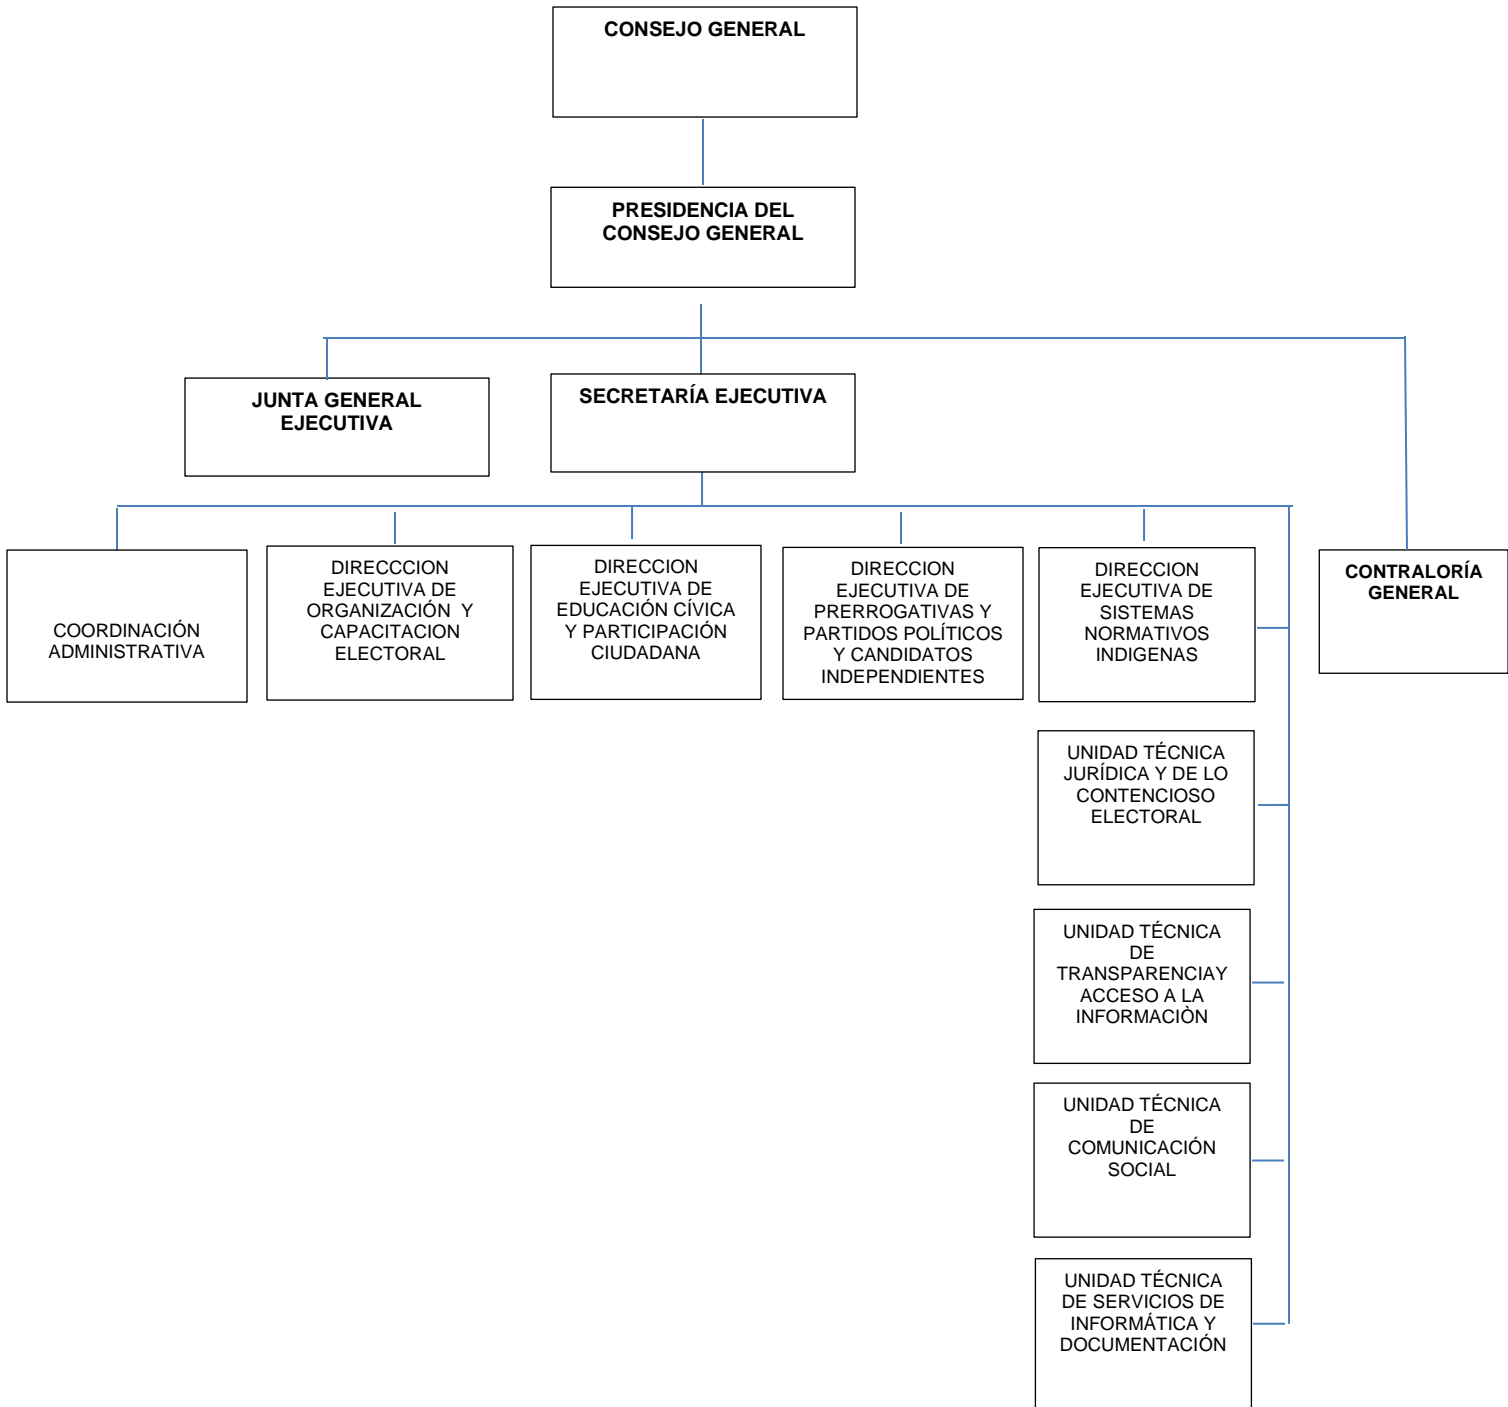 CONSEJO GENERAL
PRESIDENCIA DEL
CONSEJO GENERAL
JUNTA GENERAL
EJECUTIVA
SECRETARÍA EJECUTIVA
COORDINACIÓN
ADMINISTRATIVA
DIRECCCION
EJECUTIVA DE
ORGANIZACIÓN Y
CAPACITACION
ELECTORAL
DIRECCION
EJECUTIVA DE
EDUCACIÓN CÍVICA
Y PARTICIPACIÓN
CIUDADANA
DIRECCION
EJECUTIVA DE
PRERROGATIVAS Y
PARTIDOS POLÍTICOS
Y CANDIDATOS
INDEPENDIENTES
DIRECCION
EJECUTIVA DE
SISTEMAS
NORMATIVOS
INDIGENAS
CONTRALORÍA
GENERAL
UNIDAD TÉCNICA
JURÍDICA Y DE LO
CONTENCIOSO
ELECTORAL
UNIDAD TÉCNICA
DE
TRANSPARENCIAY
ACCESO A LA
INFORMACIÒN
UNIDAD TÉCNICA
DE
COMUNICACIÓN
SOCIAL
UNIDAD TÉCNICA
DE SERVICIOS DE
INFORMÁTICA Y
DOCUMENTACIÓN